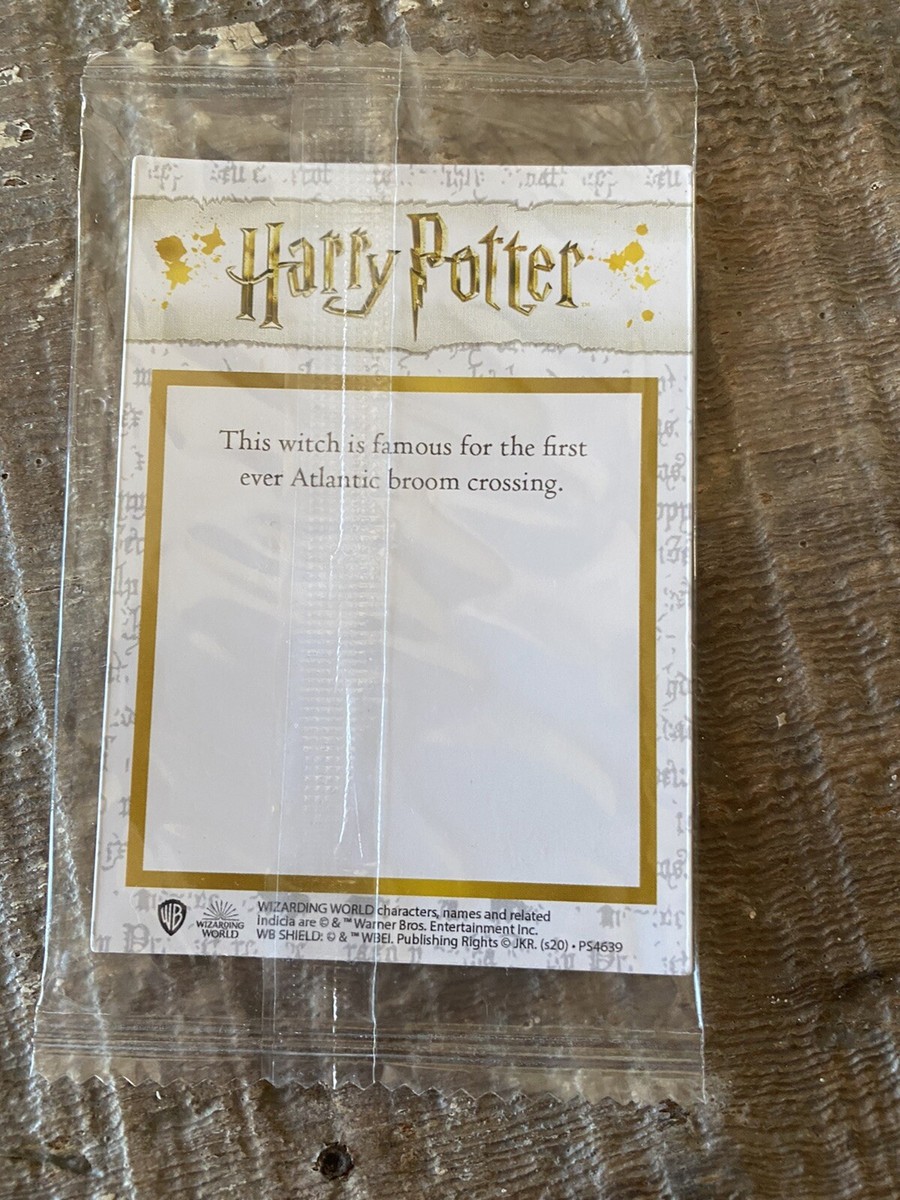 Harry Potter
This witch is famous for the first
ever Atlantic broom crossing.
WB
WIZARDING
WORLD
WIZARDING WORLD characters, names and related
indicia are © & ™ Warner Bros. Entertainment Inc.
WB SHIELD: © & ™ WBEI. Publishing Rights © JKR. (s20) • PS4639